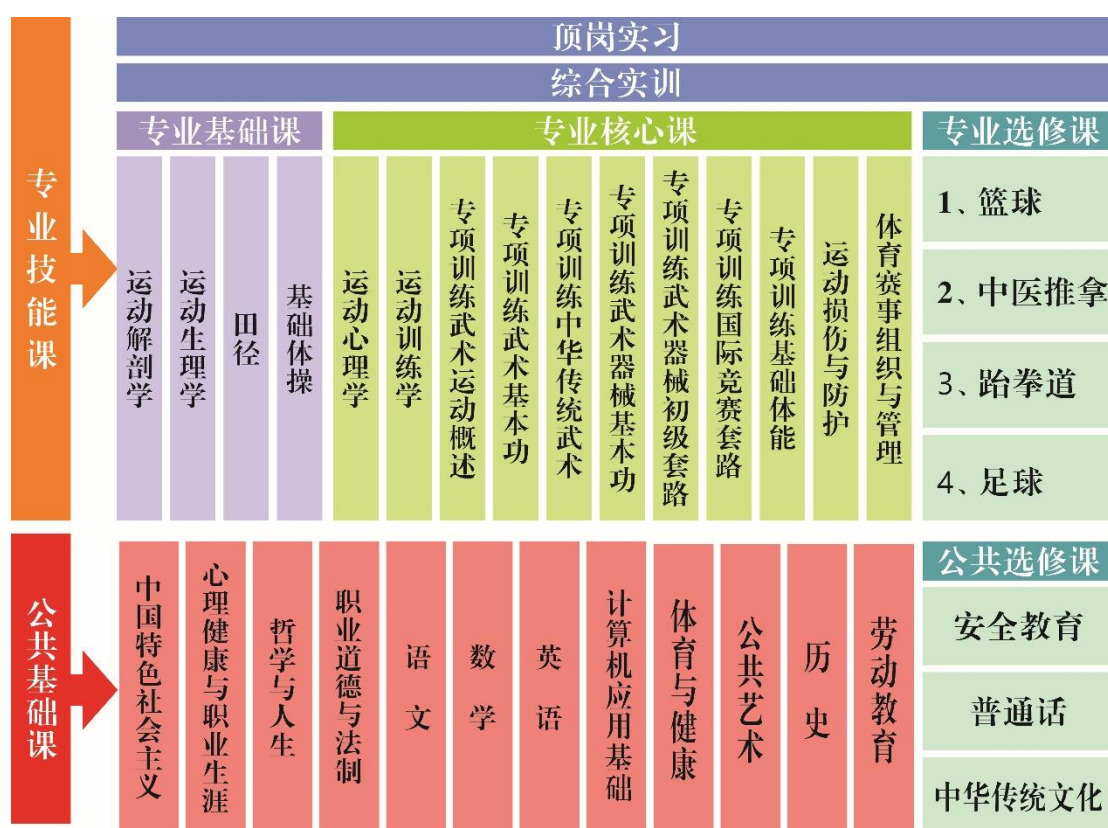 顶岗实习
综合实训
专业技能课
专业基础课
专业核心课
专业选修课
运动解剖学
运动生理学
田径
基础体操
运动心理学
运动训练学
专项训练武术运动概述
专项训练武术基本功
专项训练中华传统武术
专项训练武术器械基本功
专项训练武术器械初级套路
专项训练国际竞赛套路
专项训练基础体能
运动损伤与防护
体育赛事组织与管理
1、篮球
2、中医推拿
3、跆拳道
4、足球
公共基础课
中国特色社会主义
心理健康与职业生涯
哲学与人生
职业道德与法制
语文
数学
英语
计算机应用基础
体育与健康
公共艺术
历史
劳动教育
公共选修课
安全教育
普通话
中华传统文化